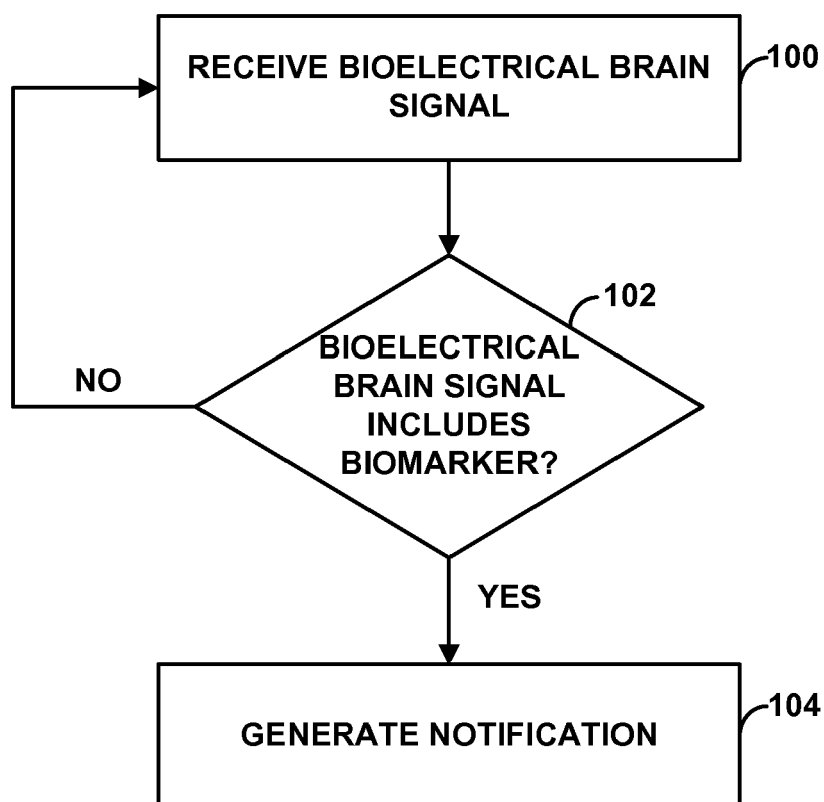 RECEIVE BIOELECTRICAL BRAIN
SIGNAL
100
102
BIOELECTRICAL
BRAIN SIGNAL
INCLUDES
BIOMARKER?
NO
YES
GENERATE NOTIFICATION
104